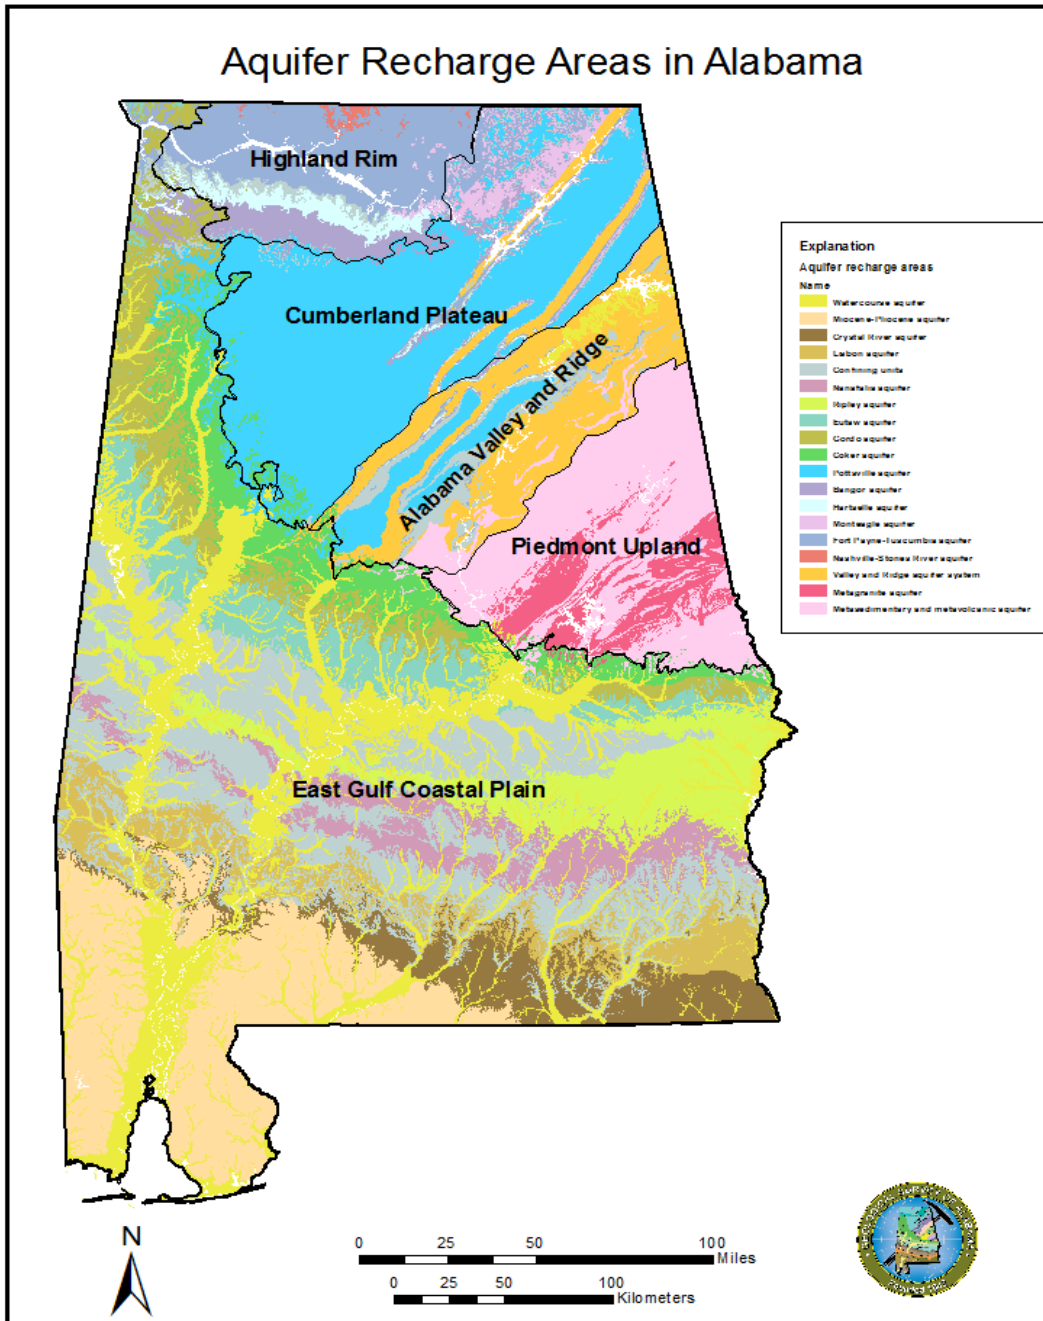 Aquifer Recharge Areas in Alabama
Highland Rim
Cumberland Plateau
Alabama Valley and Ridge
Piedmont Upland
East Gulf Coastal Plain
Explanation
Aquifer recharge areas
Name
Watercourse aquifer
Miocene-Pliocene aquifer
Crystal River aquifer
Lisbon aquifer
Confining units
Nanafalia aquifer
Ripley aquifer
Eutaw aquifer
Gordo aquifer
Coker aquifer
Pottsville aquifer
Bangor aquifer
Hartselle aquifer
Monteagle aquifer
Fort Payne-Tuscumbia aquifer
Nashville-Stones River aquifer
Valley and Ridge aquifer system
Metagranite aquifer
Metasedimentary and metavolcanic aquifer
N
0 25 50 100
Miles
0 25 50 100
Kilometers